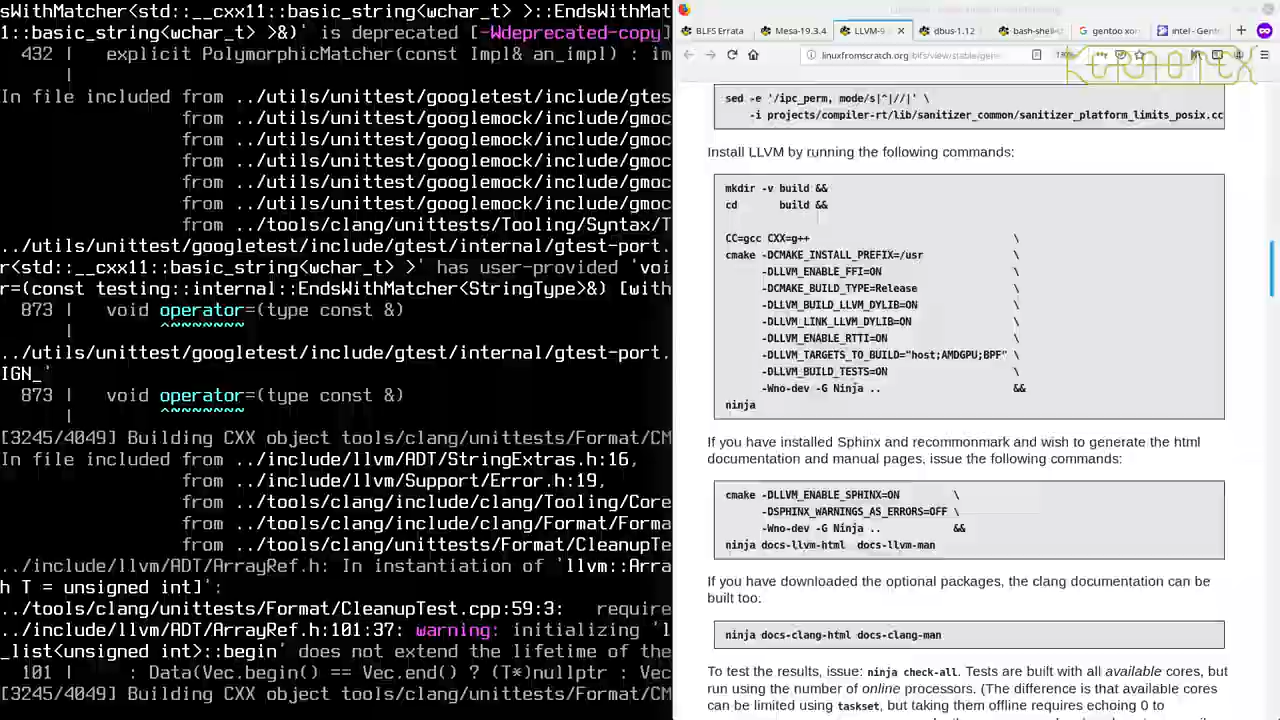 sWithMatcher<std::__cxx11::basic_string<wchar_t> >::EndsWithMat
1::basic_string<wchar_t> >&)' is deprecated [-Wdeprecated-copy]
432 | explicit PolymorphicMatcher(const Impl& an_impl) : im
|
In file included from ../utils/unittest/googletest/include/gtes
from ../utils/unittest/googlemock/include/gmoc
from ../utils/unittest/googlemock/include/gmoc
from ../utils/unittest/googlemock/include/gmoc
from ../utils/unittest/googlemock/include/gmoc
from ../utils/unittest/googlemock/include/gmoc
from ../tools/clang/unittests/Tooling/Syntax/T
../utils/unittest/googletest/include/gtest/internal/gtest-port.
r<std::__cxx11::basic_string<wchar_t> >' has user-provided 'voi
r=(const testing::internal::EndsWithMatcher<StringType>&) [with
873 | void operator=(type const &)
| ^~~~~~~~
../utils/unittest/googletest/include/gtest/internal/gtest-port.
IGN_'
873 | void operator=(type const &)
| ^~~~~~~~
[3245/4049] Building CXX object tools/clang/unittests/Format/CM
In file included from ../include/llvm/ADT/StringExtras.h:16,
from ../include/llvm/Support/Error.h:19,
from ../tools/clang/include/clang/Tooling/Core
from ../tools/clang/include/clang/Format/Forma
from ../tools/clang/unittests/Format/CleanupTe
../include/llvm/ADT/ArrayRef.h: In instantiation of 'llvm::Arra
h T = unsigned int]':
../tools/clang/unittests/Format/CleanupTest.cpp:59:3: require
../include/llvm/ADT/ArrayRef.h:101:37: warning: initializing 'l
_list<unsigned int>::begin' does not extend the lifetime of the
101 | : Data(Vec.begin() == Vec.end() ? (T*)nullptr : Vec
[3246/4049] Building CXX object tools/clang/unittests/Format/CM
BLFS Errata
Mesa-19.3.4
LLVM-9
dbus-1.12
bash-shell
gentoo xor
intel - Gent
linuxfromscratch.org/blfs/view/stable/gene
sed -e '/ipc_perm, mode/s|^|//|' \
-i projects/compiler-rt/lib/sanitizer_common/sanitizer_platform_limits_posix.cc
Install LLVM by running the following commands:
mkdir -v build &&
cd build &&
CC=gcc CXX=g++ \
cmake -DCMAKE_INSTALL_PREFIX=/usr \
-DLLVM_ENABLE_FFI=ON \
-DCMAKE_BUILD_TYPE=Release \
-DLLVM_BUILD_LLVM_DYLIB=ON \
-DLLVM_LINK_LLVM_DYLIB=ON \
-DLLVM_ENABLE_RTTI=ON \
-DLLVM_TARGETS_TO_BUILD="host;AMDGPU;BPF" \
-DLLVM_BUILD_TESTS=ON \
-Wno-dev -G Ninja .. &&
ninja
If you have installed Sphinx and recommonmark and wish to generate the html
documentation and manual pages, issue the following commands:
cmake -DLLVM_ENABLE_SPHINX=ON \
-DSPHINX_WARNINGS_AS_ERRORS=OFF \
-Wno-dev -G Ninja .. &&
ninja docs-llvm-html docs-llvm-man
If you have downloaded the optional packages, the clang documentation can be
built too.
ninja docs-clang-html docs-clang-man
To test the results, issue: ninja check-all. Tests are built with all available cores, but
run using the number of online processors. (The difference is that available cores
can be limited using taskset, but taking them offline requires echoing 0 to